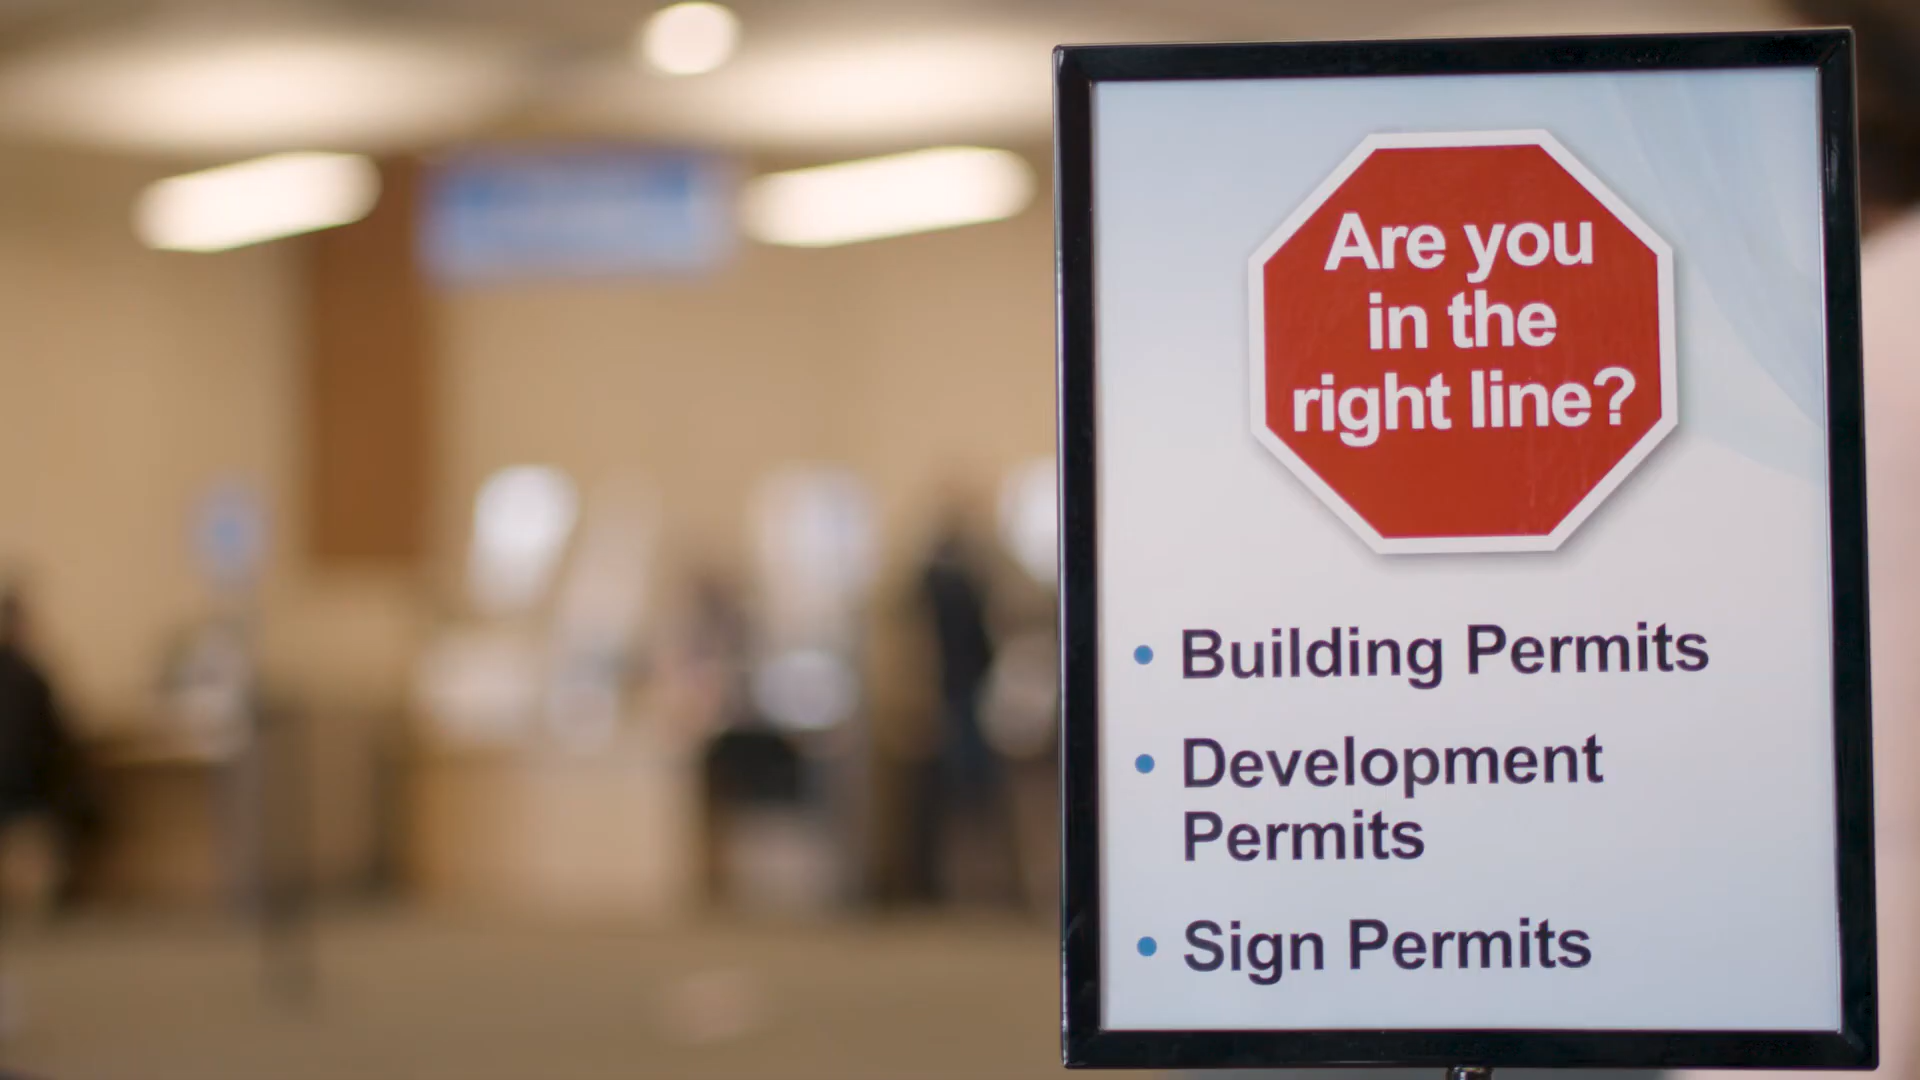 Are you
in the
right line?
• Building Permits
• Development
Permits
• Sign Permits